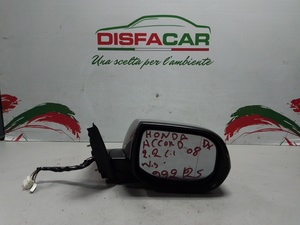 DISFACAR
Una scelta per l'ambiente
HONDA
ACCORD DX
2.2 C.I 08